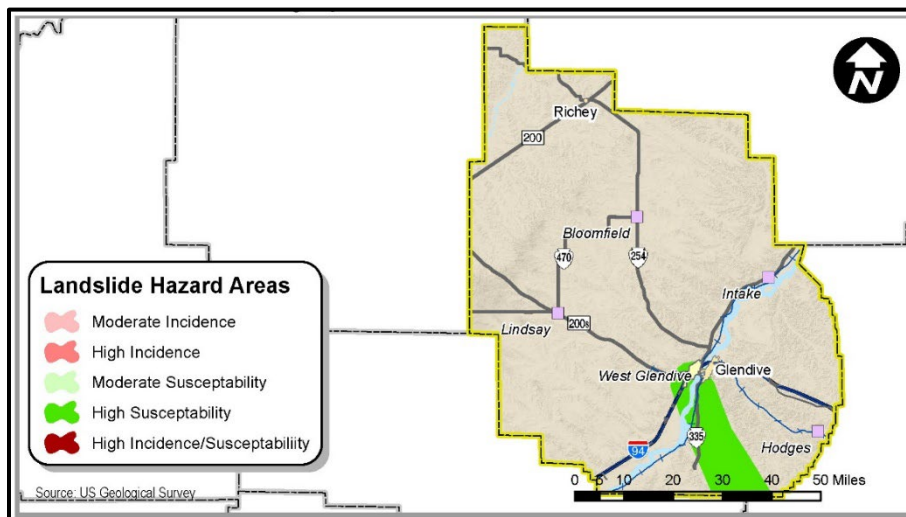 N
Richey
200
Bloomfield
470
254
Landslide Hazard Areas
Moderate Incidence
High Incidence
Moderate Susceptability
High Susceptability
High Incidence/Susceptabiliity
Intake
Lindsay
200s
West Glendive
Glendive
335
Hodges
94
Source: US Geological Survey
0 5 10 20 30 40 50 Miles